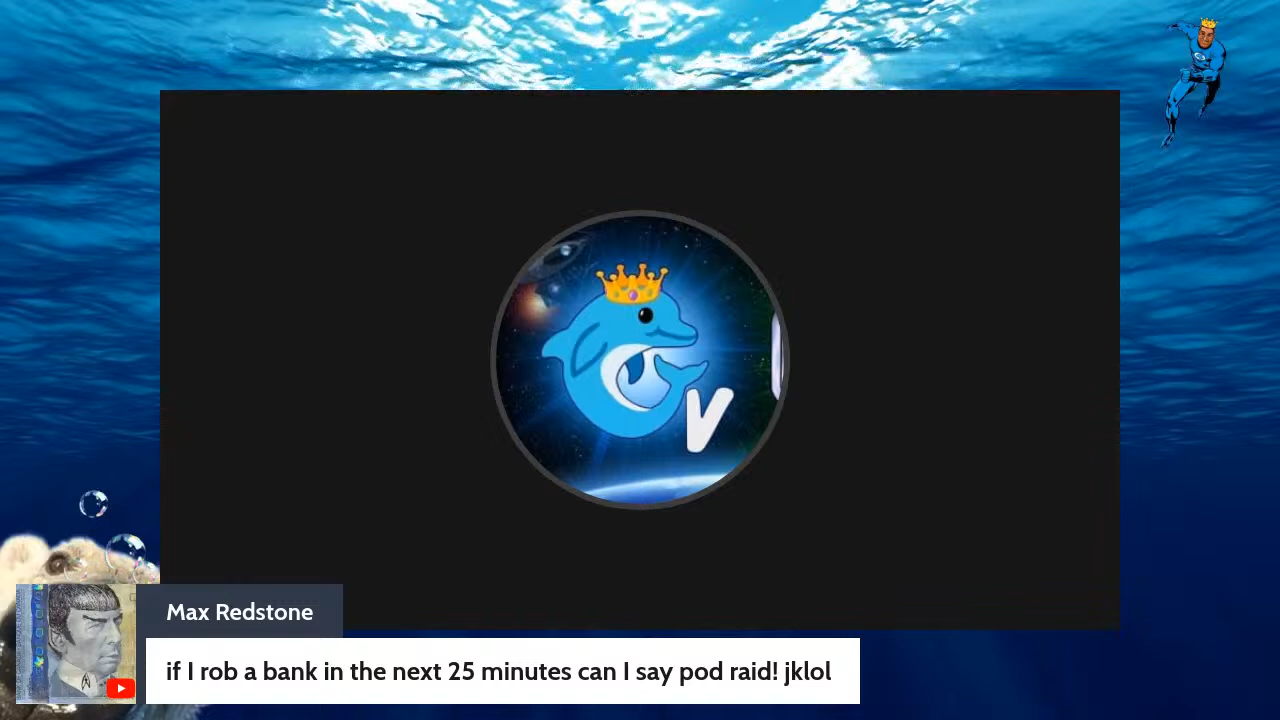 V
Max Redstone
if I rob a bank in the next 25 minutes can I say pod raid! jklol